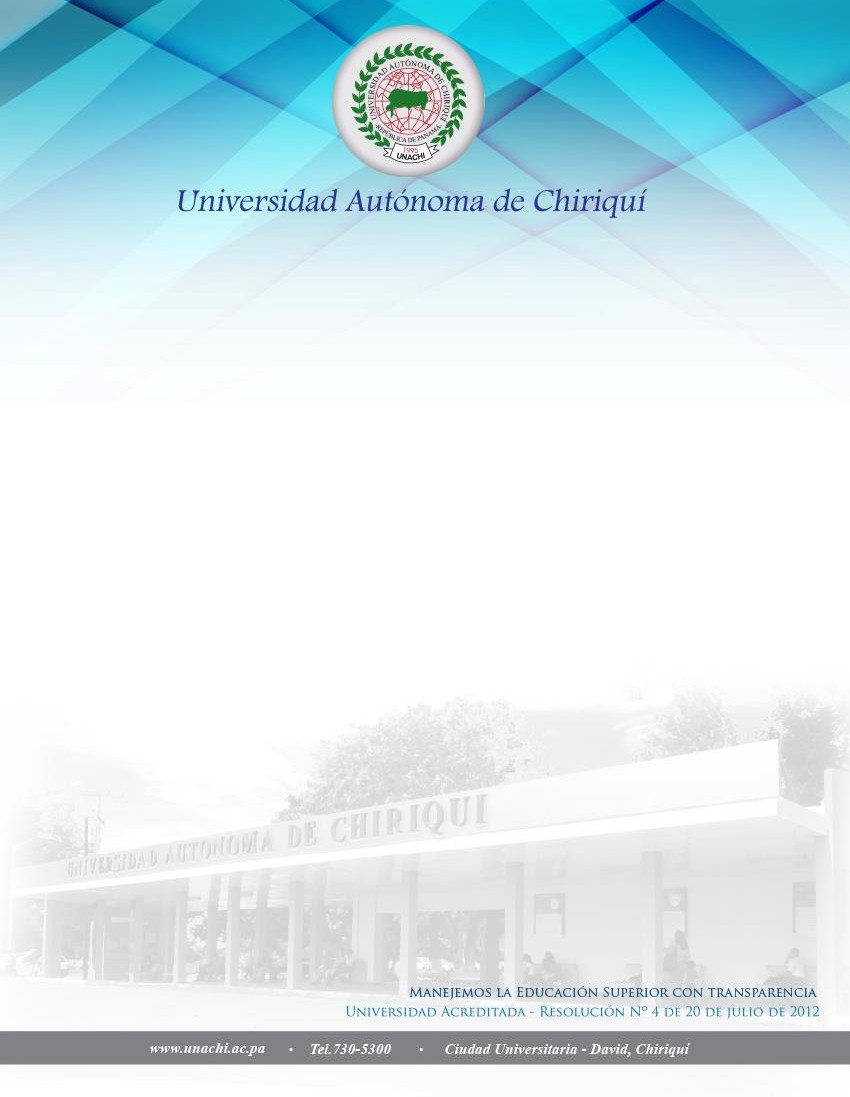 UNIVERSIDAD AUTÓNOMA DE CHIRIQUÍ
REPÚBLICA DE PANAMÁ
1995
UNACHI
Universidad Autónoma de Chiriquí
UNIVERSIDAD AUTONOMA DE CHIRIQUI
Manejemos la Educación Superior con transparencia
Universidad Acreditada - Resolución Nº 4 de 20 de julio de 2012
www.unachi.ac.pa • Tel.730-5300 • Ciudad Universitaria - David, Chiriquí